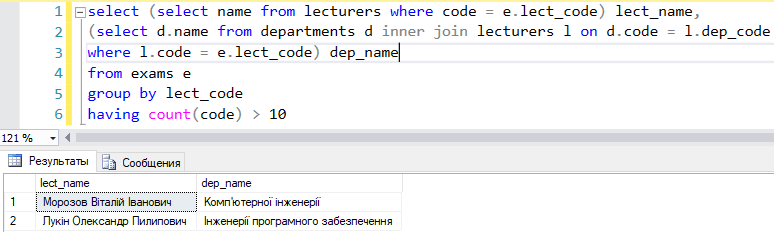 1 select (select name from lecturers where code = e.lect_code) lect_name,
2 (select d.name from departments d inner join lecturers l on d.code = l.dep_code
3 where l.code = e.lect_code) dep_name
4 from exams e
5 group by lect_code
6 having count(code) > 10
121 %
Результаты Сообщения
lect_name dep_name
1 Морозов Віталій Іванович Комп'ютерної інженерії
2 Лукін Олександр Пилипович Інженерії програмного забезпечення